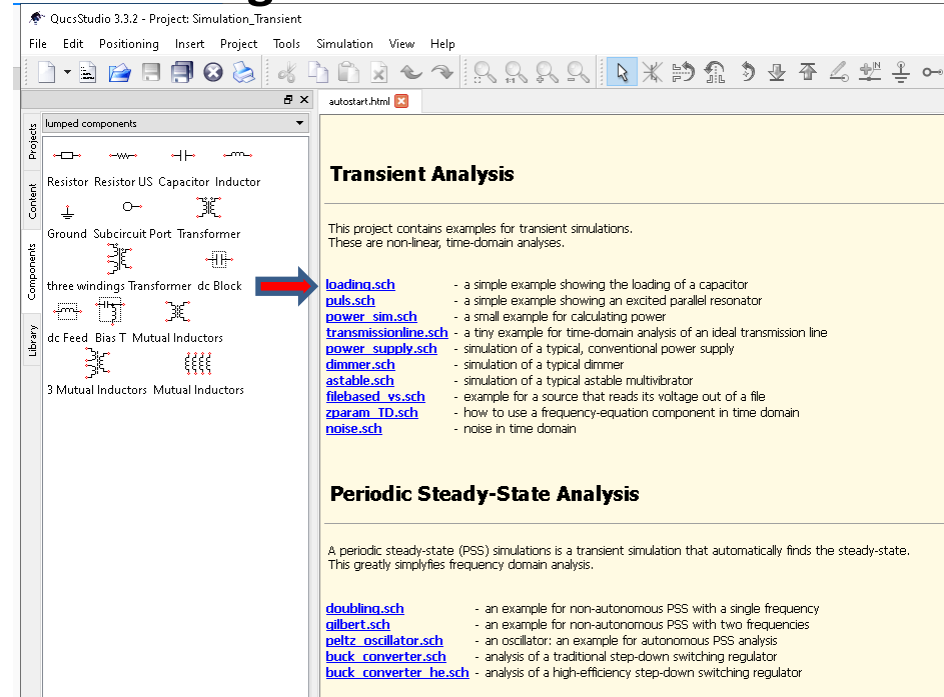 QucsStudio 3.3.2 - Project: Simulation_Transient
File Edit Positioning Insert Project Tools Simulation View Help
autostart.html
lumped components
Projects
Content
Components
Library
Resistor Resistor US Capacitor Inductor
Ground Subcircuit Port Transformer
three windings Transformer dc Block
dc Feed Bias T Mutual Inductors
3 Mutual Inductors Mutual Inductors
Transient Analysis
This project contains examples for transient simulations.
These are non-linear, time-domain analyses.
loading.sch - a simple example showing the loading of a capacitor
puls.sch - a simple example showing an excited parallel resonator
power_sim.sch - a small example for calculating power
transmissionline.sch - a tiny example for time-domain analysis of an ideal transmission line
power_supply.sch - simulation of a typical, conventional power supply
dimmer.sch - simulation of a typical dimmer
astable.sch - simulation of a typical astable multivibrator
filebased_vs.sch - example for a source that reads its voltage out of a file
zparam_TD.sch - how to use a frequency-equation component in time domain
noise.sch - noise in time domain
Periodic Steady-State Analysis
A periodic steady-state (PSS) simulations is a transient simulation that automatically finds the steady-state.
This greatly simplyfies frequency domain analysis.
doubling.sch - an example for non-autonomous PSS with a single frequency
gilbert.sch - an example for non-autonomous PSS with two frequencies
peltz_oscillator.sch - an oscillator: an example for autonomous PSS analysis
buck_converter.sch - analysis of a traditional step-down switching regulator
buck_converter_he.sch - analysis of a high-efficiency step-down switching regulator